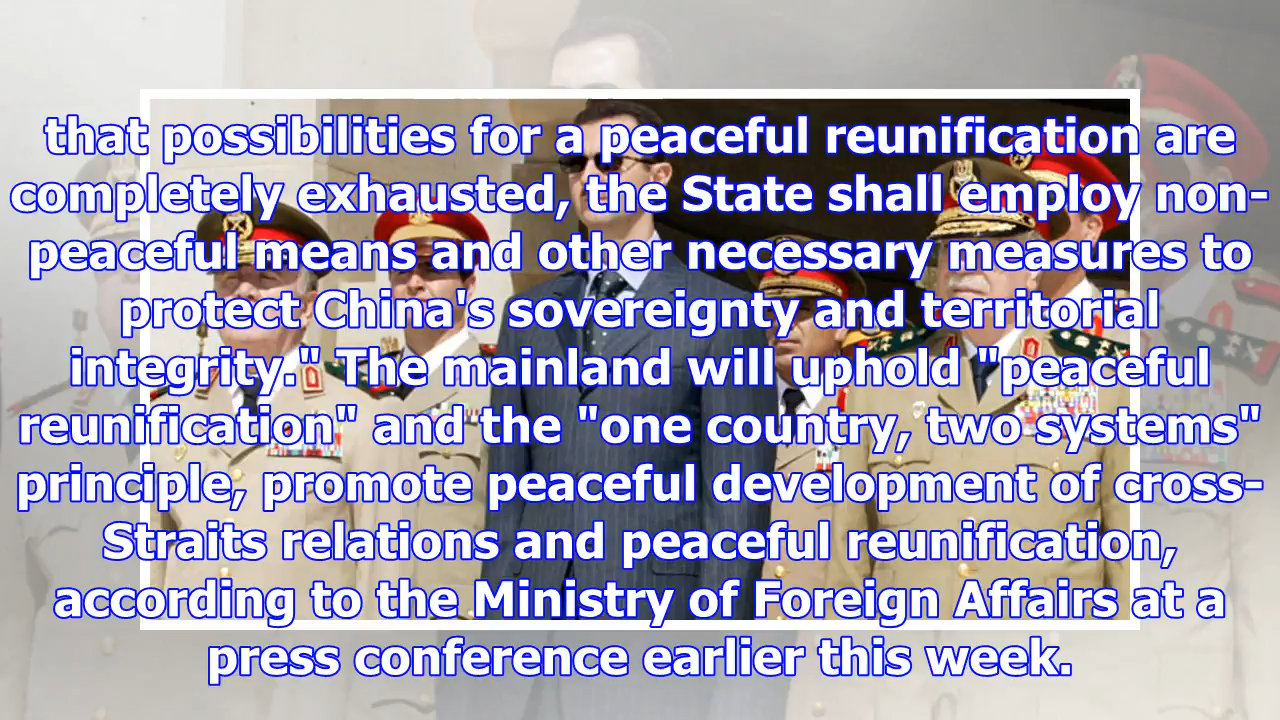 that possibilities for a peaceful reunification are
completely exhausted, the State shall employ non-
peaceful means and other necessary measures to
protect China's sovereignty and territorial
integrity." The mainland will uphold "peaceful
reunification" and the "one country, two systems"
principle, promote peaceful development of cross-
Straits relations and peaceful reunification,
according to the Ministry of Foreign Affairs at a
press conference earlier this week.